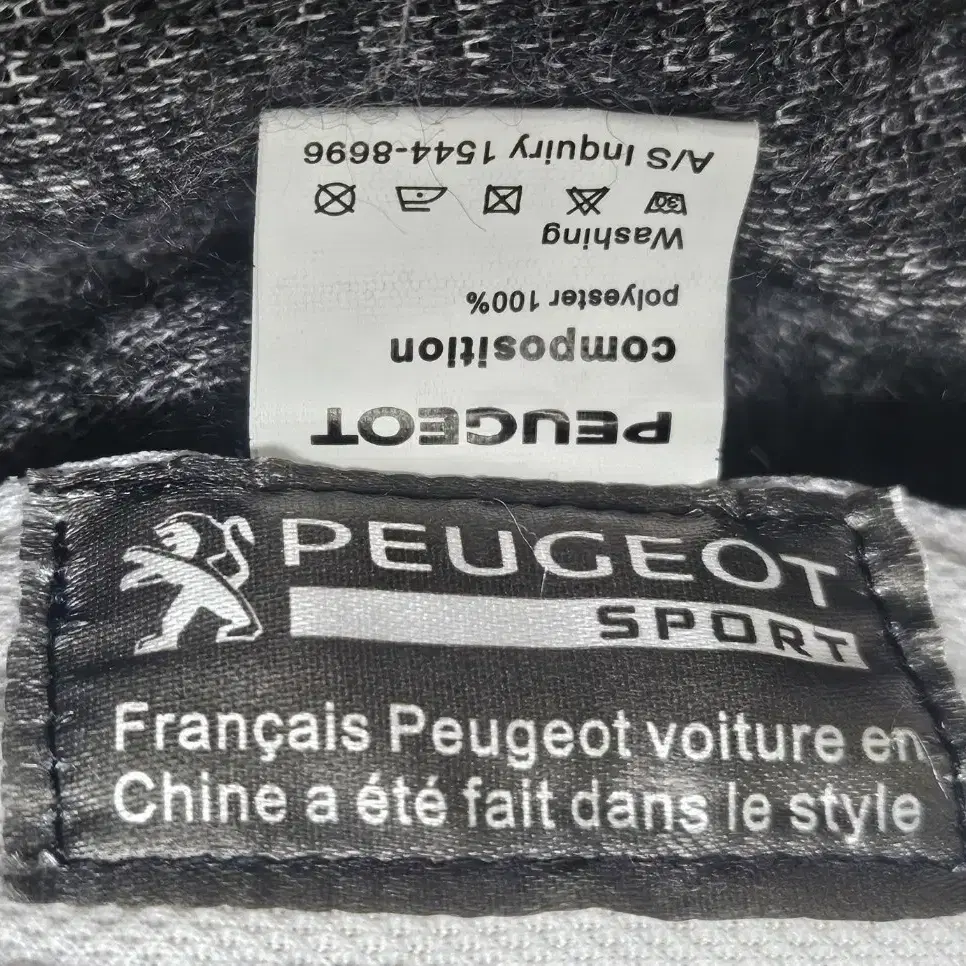 A/S Inquiry 1544-8696
30
Washing
polyester 100%
composition
PEUGEOT
PEUGEOT
SPORT
Français Peugeot voiture en
Chine a été fait dans le style